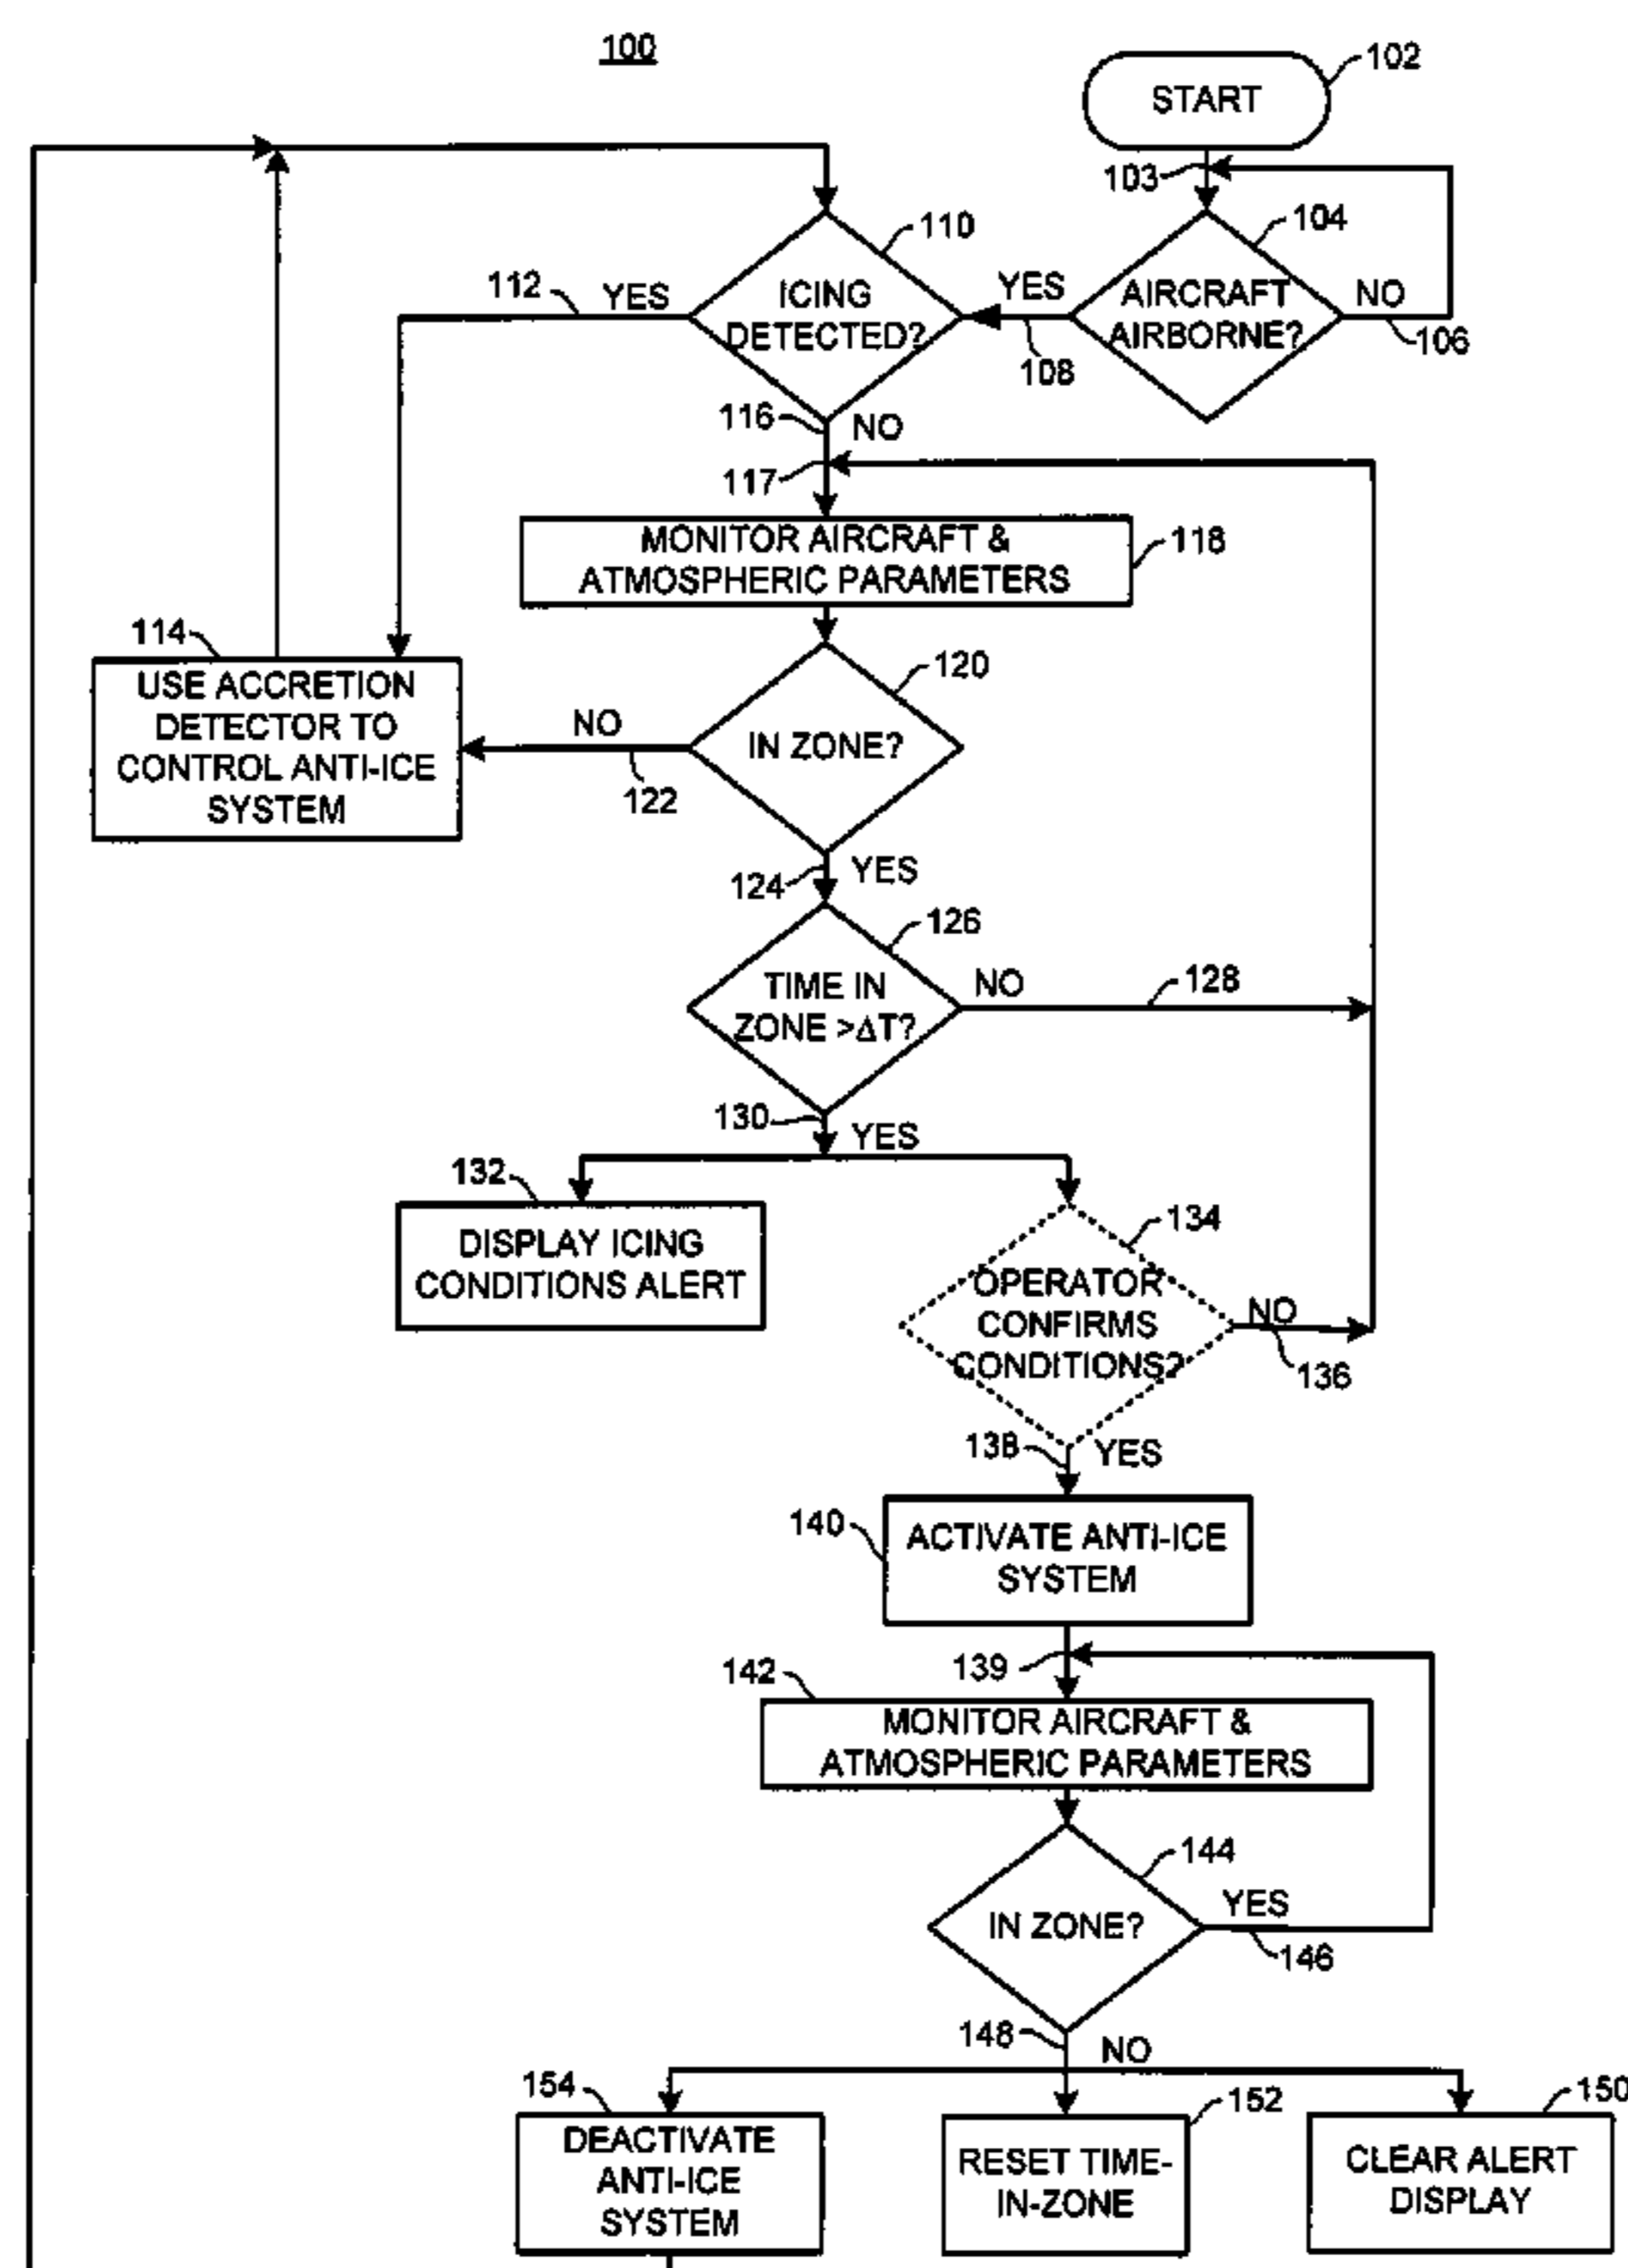 100
START
102
103
104
AIRCRAFT
AIRBORNE?
NO
106
YES
108
110
ICING
DETECTED?
YES
112
116
NO
117
MONITOR AIRCRAFT &
ATMOSPHERIC PARAMETERS
118
114
USE ACCRETION
DETECTOR TO
CONTROL ANTI-ICE
SYSTEM
120
IN ZONE?
NO
122
124
YES
126
TIME IN
ZONE >ΔT?
NO
128
130
YES
132
DISPLAY ICING
CONDITIONS ALERT
134
OPERATOR
CONFIRMS
CONDITIONS?
NO
136
138
YES
140
ACTIVATE ANTI-ICE
SYSTEM
139
142
MONITOR AIRCRAFT &
ATMOSPHERIC PARAMETERS
144
IN ZONE?
YES
146
148
NO
154
DEACTIVATE
ANTI-ICE
SYSTEM
152
RESET TIME-
IN-ZONE
150
CLEAR ALERT
DISPLAY